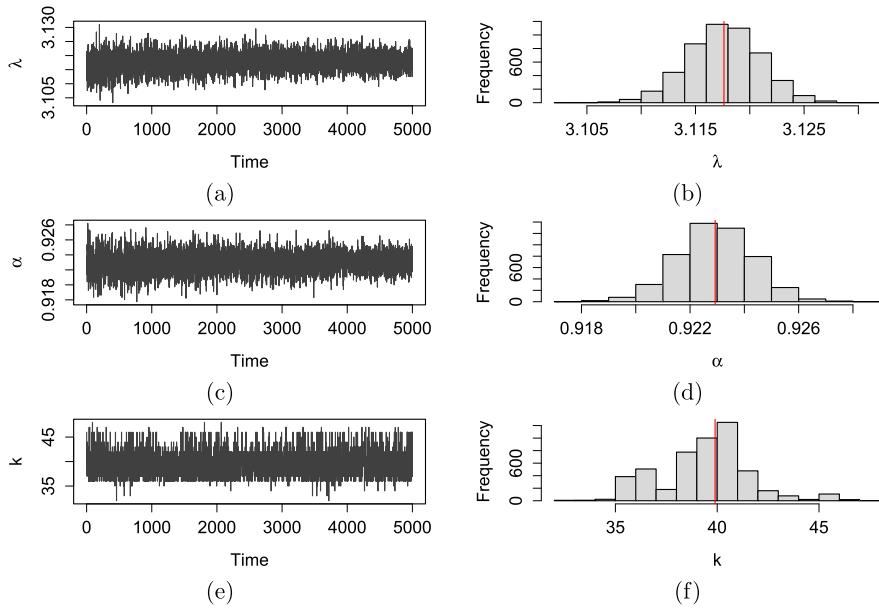 3.105 3.130
λ
0 1000 2000 3000 4000 5000
Time
(a)
Frequency
0 600
3.105 3.115 3.125
λ
(b)
0.918 0.926
α
0 1000 2000 3000 4000 5000
Time
(c)
Frequency
0 600
0.918 0.922 0.926
α
(d)
35 45
k
0 1000 2000 3000 4000 5000
Time
(e)
Frequency
0 600
35 40 45
k
(f)